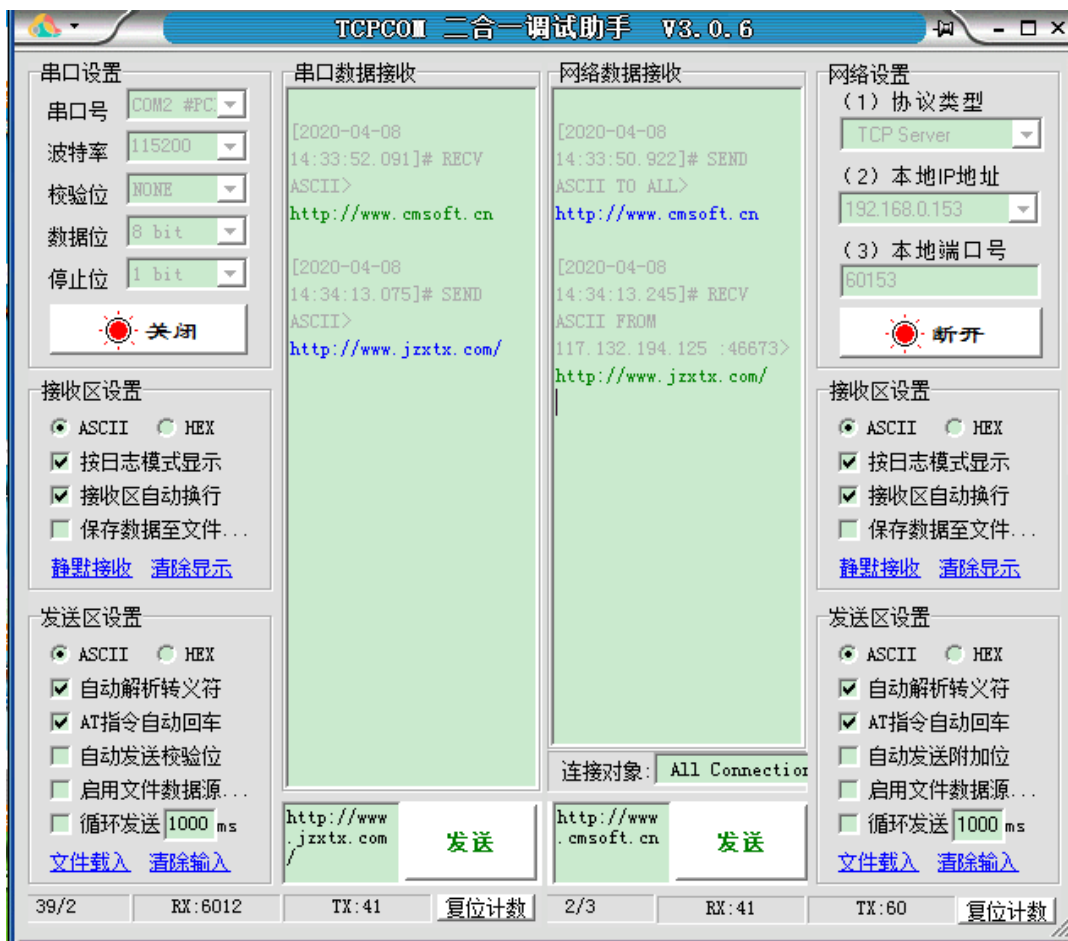 TCPCOM 二合一调试助手 V3.0.6
串口设置
串口号 COM2 #PC
波特率 115200
校验位 NONE
数据位 8 bit
停止位 1 bit
关闭
接收区设置
ASCII HEX
按日志模式显示
接收区自动换行
保存数据至文件...
静默接收 清除显示
发送区设置
ASCII HEX
自动解析转义符
AT指令自动回车
自动发送校验位
启用文件数据源...
循环发送 1000 ms
文件载入 清除输入
串口数据接收
[2020-04-08
14:33:52.091]# RECV
ASCII>
http://www.cmsoft.cn
[2020-04-08
14:34:13.075]# SEND
ASCII>
http://www.jzxtx.com/
http://www
.jzxtx.com
/
发送
网络数据接收
[2020-04-08
14:33:50.922]# SEND
ASCII TO ALL>
http://www.cmsoft.cn
[2020-04-08
14:34:13.245]# RECV
ASCII FROM
117.132.194.125 :46673>
http://www.jzxtx.com/
连接对象: All Connection
http://www
.cmsoft.cn
发送
网络设置
(1) 协议类型
TCP Server
(2) 本地IP地址
192.168.0.153
(3) 本地端口号
60153
断开
接收区设置
ASCII HEX
按日志模式显示
接收区自动换行
保存数据至文件...
静默接收 清除显示
发送区设置
ASCII HEX
自动解析转义符
AT指令自动回车
自动发送附加位
启用文件数据源...
循环发送 1000 ms
文件载入 清除输入
39/2 RX:6012 TX:41 复位计数 2/3 RX:41 TX:60 复位计数